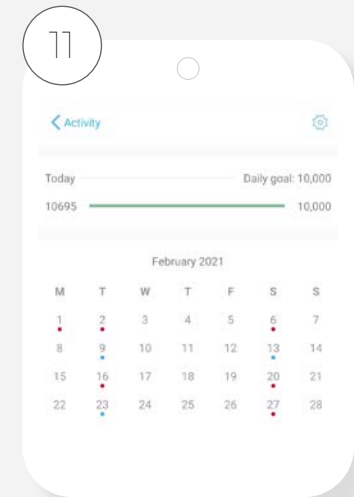 11
Activity
Today Daily goal: 10,000
10695 10,000
February 2021
M T W T F S S
1 2 3 4 5 6 7
8 9 10 11 12 13 14
15 16 17 18 19 20 21
22 23 24 25 26 27 28